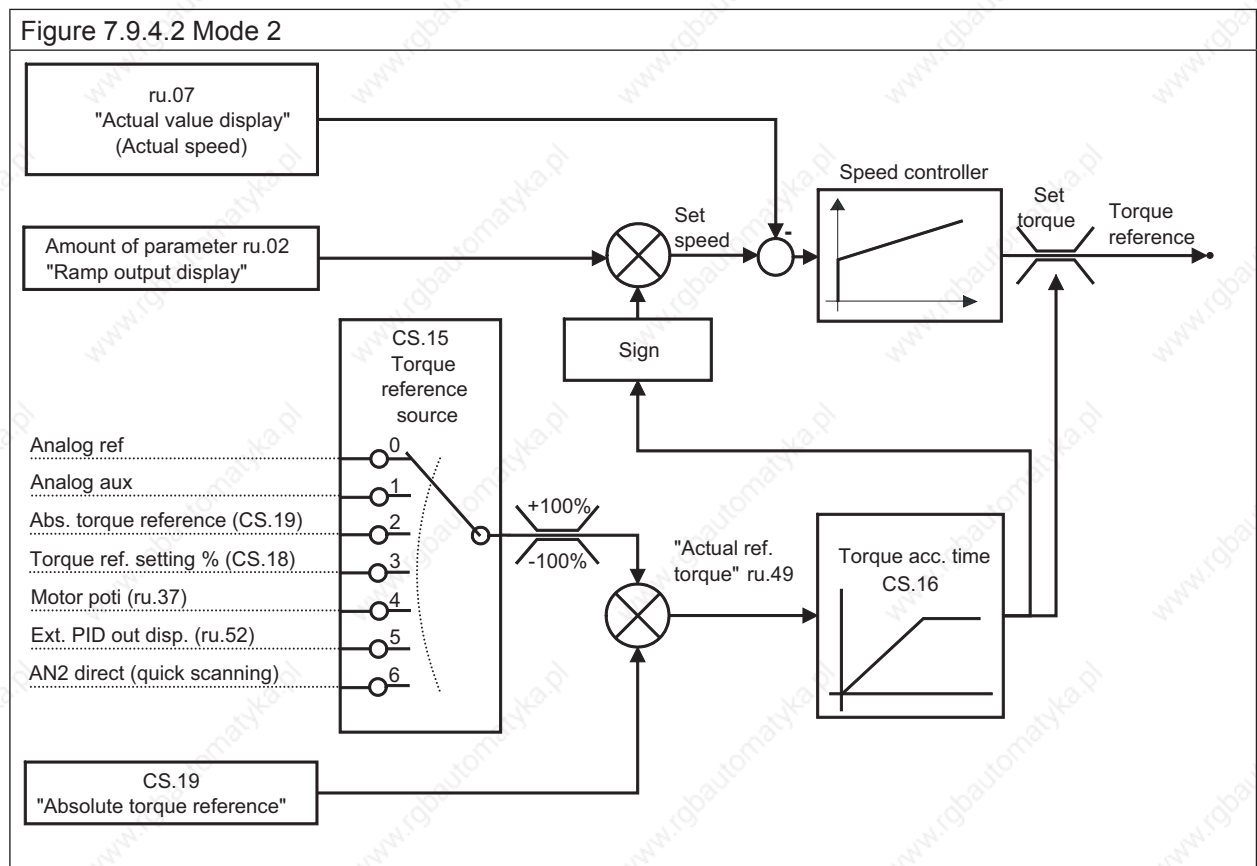 Figure 7.9.4.2 Mode 2
ru.07
"Actual value display"
(Actual speed)
Amount of parameter ru.02
"Ramp output display"
Set
speed
-
Speed controller
Set
torque
Torque
reference
Sign
CS.15
Torque
reference
source
Analog ref
0
Analog aux
1
Abs. torque reference (CS.19)
2
Torque ref. setting % (CS.18)
3
Motor poti (ru.37)
4
Ext. PID out disp. (ru.52)
5
AN2 direct (quick scanning)
6
+100%
-100%
"Actual ref.
torque" ru.49
Torque acc. time
CS.16
CS.19
"Absolute torque reference"
www.rgbautomatyka.pl